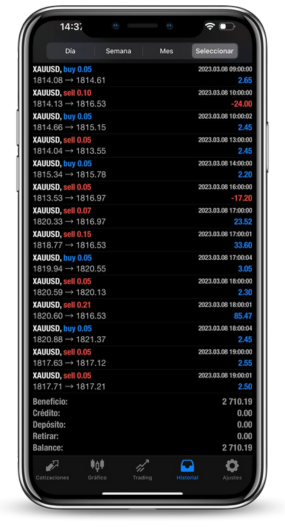 14:37
Día Semana Mes Seleccionar
XAUUSD, buy 0.05 2023.03.08 09:00:00
1814.08 → 1814.61 2.65
XAUUSD, sell 0.10 2023.03.08 10:00:00
1814.13 → 1816.53 -24.00
XAUUSD, buy 0.05 2023.03.08 10:00:02
1814.66 → 1815.15 2.45
XAUUSD, sell 0.05 2023.03.08 13:00:00
1814.04 → 1813.55 2.45
XAUUSD, buy 0.05 2023.03.08 14:00:00
1815.34 → 1815.78 2.20
XAUUSD, sell 0.05 2023.03.08 16:00:00
1813.53 → 1816.97 -17.20
XAUUSD, sell 0.07 2023.03.08 17:00:00
1820.33 → 1816.97 23.52
XAUUSD, sell 0.15 2023.03.08 17:00:01
1818.77 → 1816.53 33.60
XAUUSD, buy 0.05 2023.03.08 17:00:04
1819.94 → 1820.55 3.05
XAUUSD, sell 0.05 2023.03.08 18:00:00
1820.59 → 1820.13 2.30
XAUUSD, sell 0.21 2023.03.08 18:00:01
1820.60 → 1816.53 85.47
XAUUSD, buy 0.05 2023.03.08 18:00:04
1820.88 → 1821.37 2.45
XAUUSD, sell 0.05 2023.03.08 19:00:00
1817.63 → 1817.12 2.55
XAUUSD, sell 0.05 2023.03.08 19:00:01
1817.71 → 1817.21 2.50
Beneficio: 2 710.19
Crédito: 0.00
Depósito: 0.00
Retirar: 0.00
Balance: 2 710.19
Cotizaciones Gráfico Trading Historial Ajustes